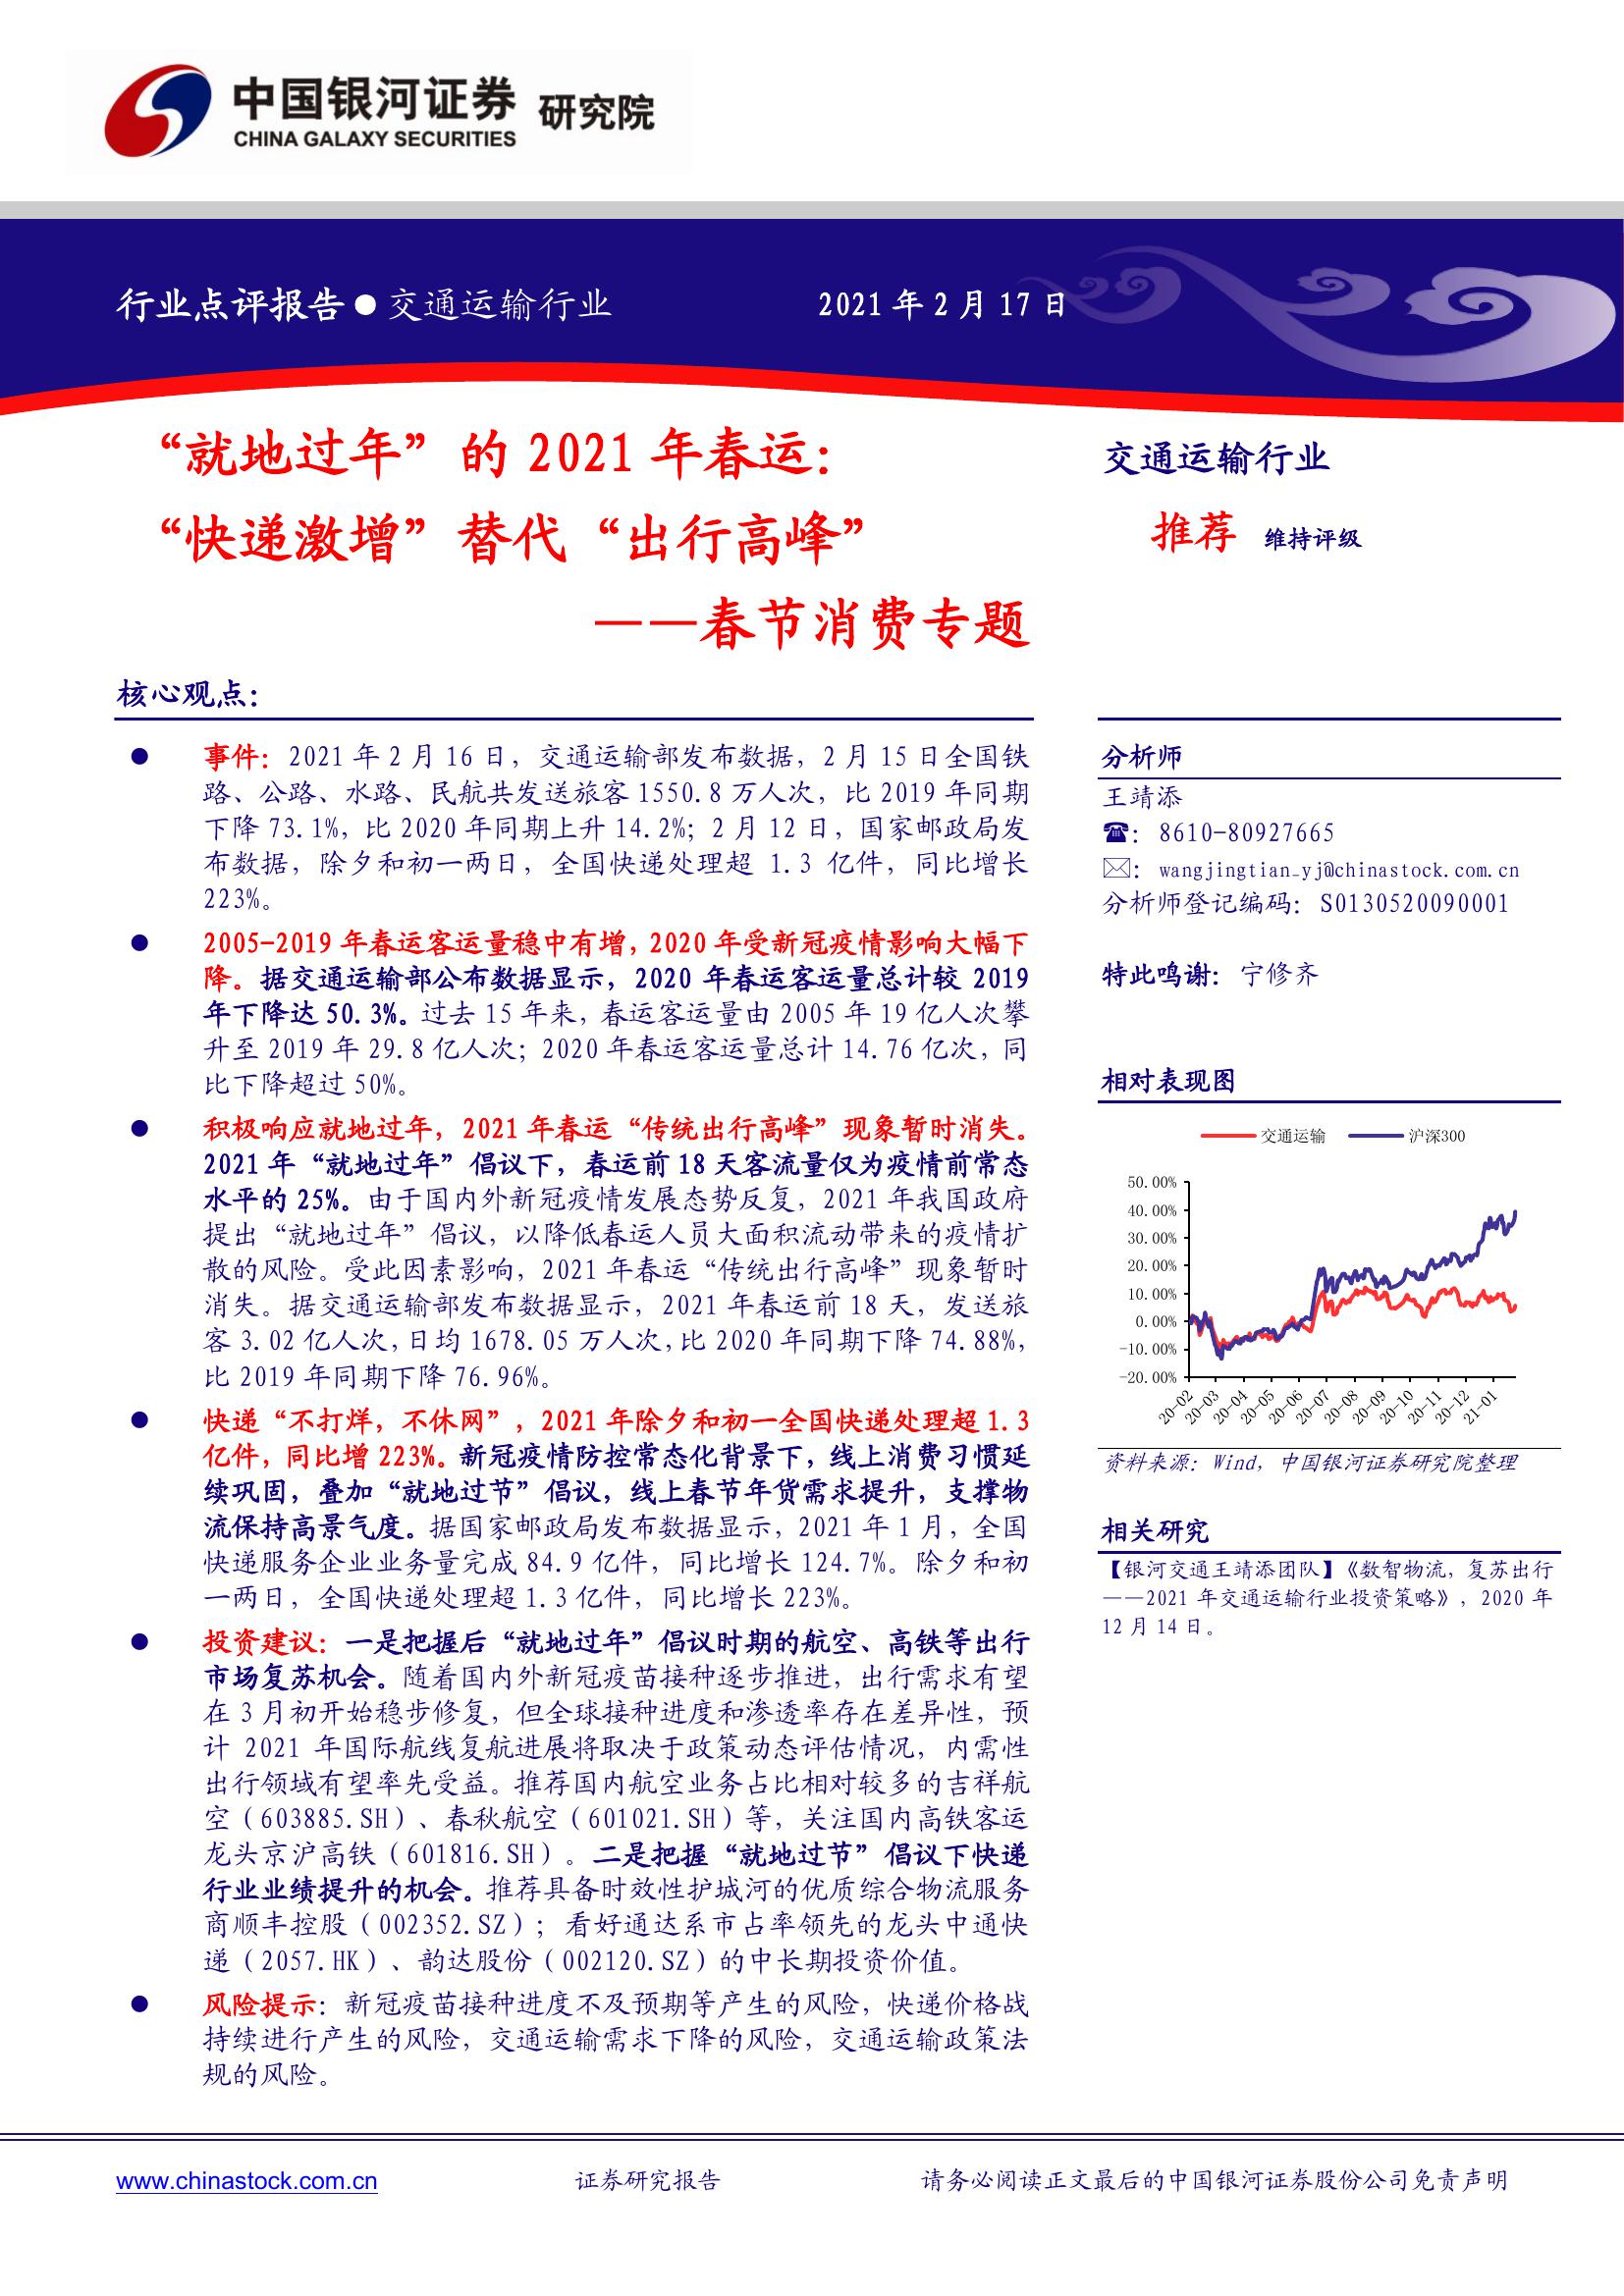 中国银河证券 研究院
CHINA GALAXY SECURITIES
行业点评报告●交通运输行业
2021 年 2 月 17 日
“就地过年”的 2021 年春运：
“快递激增”替代“出行高峰”
——春节消费专题
交通运输行业
推荐 维持评级
核心观点：
事件：2021 年 2 月 16 日，交通运输部发布数据，2 月 15 日全国铁
路、公路、水路、民航共发送旅客 1550.8 万人次，比 2019 年同期
下降 73.1%，比 2020 年同期上升 14.2%；2 月 12 日，国家邮政局发
布数据，除夕和初一两日，全国快递处理超 1.3 亿件，同比增长
223%。
2005-2019 年春运客运量稳中有增，2020 年受新冠疫情影响大幅下
降。据交通运输部公布数据显示，2020 年春运客运量总计较 2019
年下降达 50.3%。过去 15 年来，春运客运量由 2005 年 19 亿人次攀
升至 2019 年 29.8 亿人次；2020 年春运客运量总计 14.76 亿次，同
比下降超过 50%。
积极响应就地过年，2021 年春运“传统出行高峰”现象暂时消失。
2021 年“就地过年”倡议下，春运前 18 天客流量仅为疫情前常态
水平的 25%。由于国内外新冠疫情发展态势反复，2021 年我国政府
提出“就地过年”倡议，以降低春运人员大面积流动带来的疫情扩
散的风险。受此因素影响，2021 年春运“传统出行高峰”现象暂时
消失。据交通运输部发布数据显示，2021 年春运前 18 天，发送旅
客 3.02 亿人次，日均 1678.05 万人次，比 2020 年同期下降 74.88%，
比 2019 年同期下降 76.96%。
快递“不打烊，不休网”，2021 年除夕和初一全国快递处理超 1.3
亿件，同比增 223%。新冠疫情防控常态化背景下，线上消费习惯延
续巩固，叠加“就地过节”倡议，线上春节年货需求提升，支撑物
流保持高景气度。据国家邮政局发布数据显示，2021 年 1 月，全国
快递服务企业业务量完成 84.9 亿件，同比增长 124.7%。除夕和初
一两日，全国快递处理超 1.3 亿件，同比增长 223%。
投资建议：一是把握后“就地过年”倡议时期的航空、高铁等出行
市场复苏机会。随着国内外新冠疫苗接种逐步推进，出行需求有望
在 3 月初开始稳步修复，但全球接种进度和渗透率存在差异性，预
计 2021 年国际航线复航进展将取决于政策动态评估情况，内需性
出行领域有望率先受益。推荐国内航空业务占比相对较多的吉祥航
空（603885.SH）、春秋航空（601021.SH）等，关注国内高铁客运
龙头京沪高铁（601816.SH）。二是把握“就地过节”倡议下快递
行业业绩提升的机会。推荐具备时效性护城河的优质综合物流服务
商顺丰控股（002352.SZ）；看好通达系市占率领先的龙头中通快
递（2057.HK）、韵达股份（002120.SZ）的中长期投资价值。
风险提示：新冠疫苗接种进度不及预期等产生的风险，快递价格战
持续进行产生的风险，交通运输需求下降的风险，交通运输政策法
规的风险。
分析师
王靖添
☎：8610-80927665
✉：wangjingtian_yj@chinastock.com.cn
分析师登记编码：S0130520090001
特此鸣谢：宁修齐
相对表现图
交通运输 沪深300
50.00%
40.00%
30.00%
20.00%
10.00%
0.00%
-10.00%
-20.00%
20-02 20-03 20-04 20-05 20-06 20-07 20-08 20-09 20-10 20-11 20-12 21-01
资料来源：Wind，中国银河证券研究院整理
相关研究
【银河交通王靖添团队】《数智物流，复苏出行
——2021 年交通运输行业投资策略》，2020 年
12 月 14 日。
www.chinastock.com.cn
证券研究报告
请务必阅读正文最后的中国银河证券股份公司免责声明